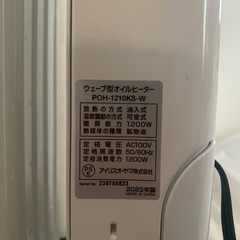 ウェーブ型オイルヒーター
POH-1210KS-W
放熱の方式 油入式
温度調節の方式 可変式
暖房能力 1200W
熱媒体の種類 鉱物油
定格電圧 AC100V
定格周波数 50/60Hz
定格消費電力 1200W
PS E
アイリスオーヤマ株式会社
2023年製
MADE IN CHINA